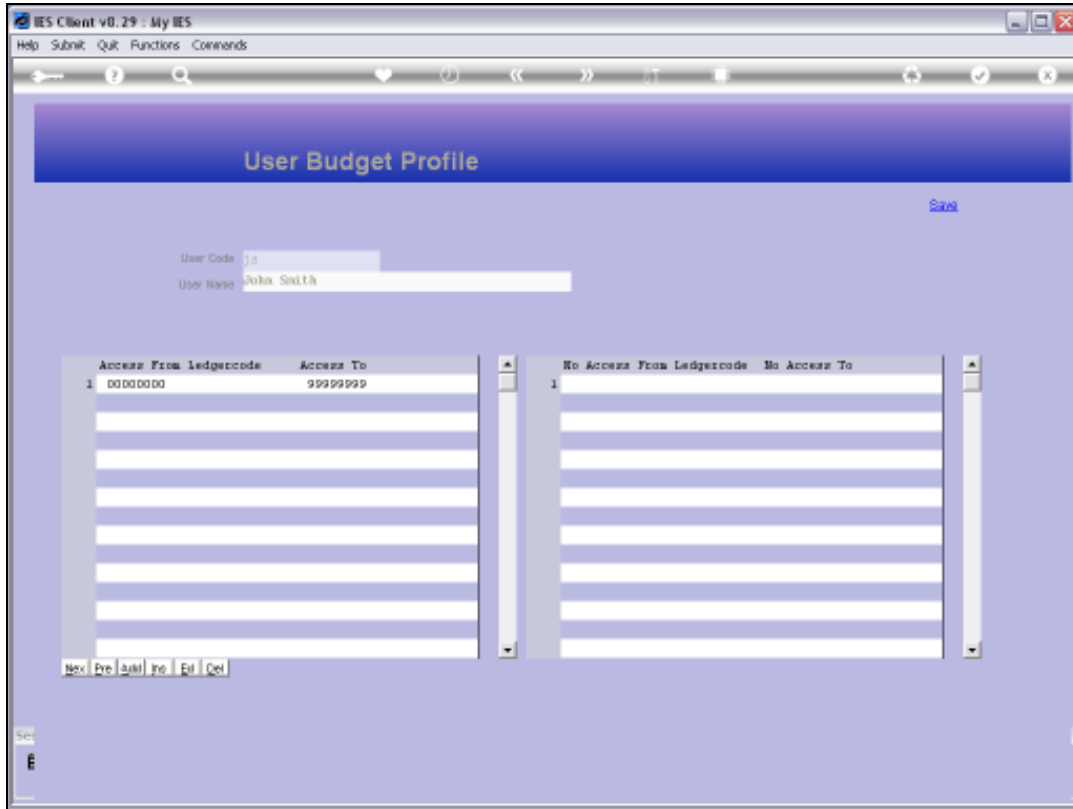 IES Client v8.29 : My IES
Help Submit Quit Functions Commands
User Budget Profile
Save
User Code js
User Name John Smith
Access From Ledgercode Access To
1 00000000 99999999
No Access From Ledgercode No Access To
1
Nex Pre Add Ins Ed Del